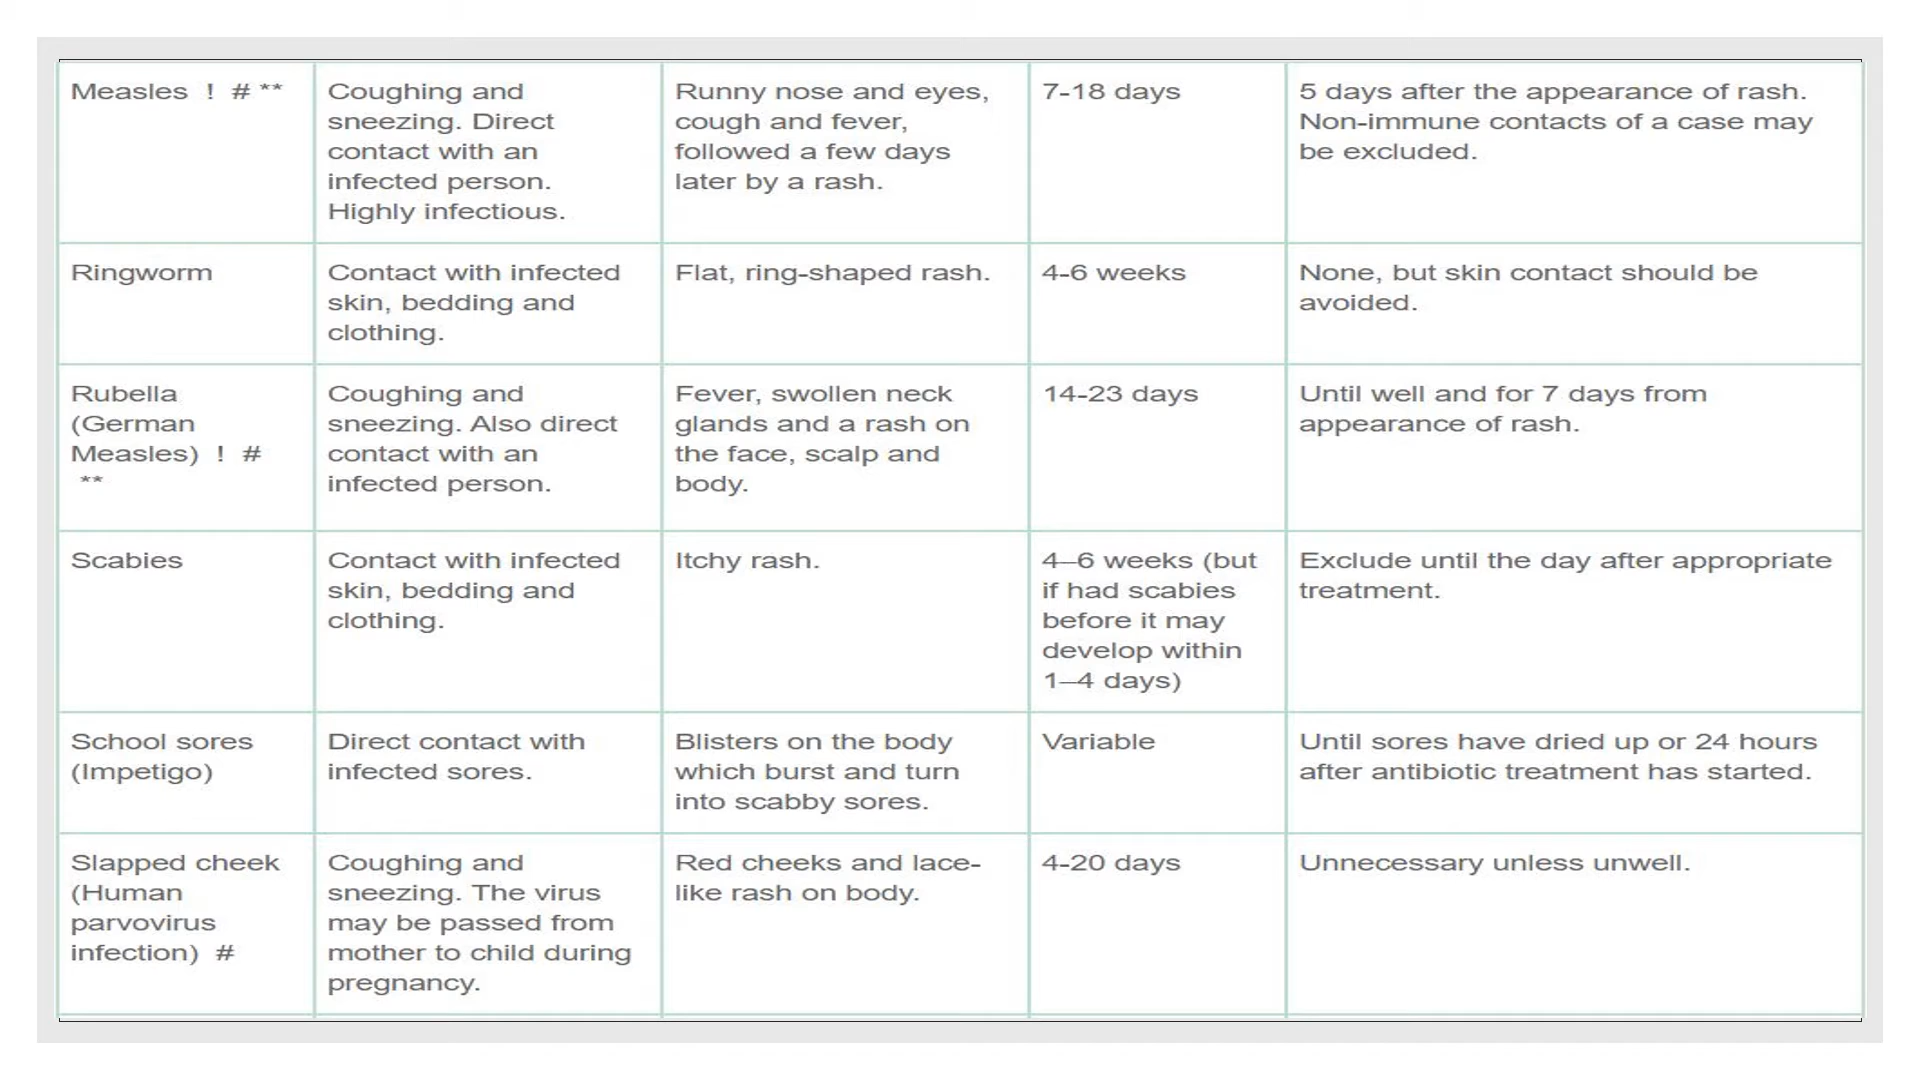 Measles ! # **
Coughing and
sneezing. Direct
contact with an
infected person.
Highly infectious.
Runny nose and eyes,
cough and fever,
followed a few days
later by a rash.
7-18 days
5 days after the appearance of rash.
Non-immune contacts of a case may
be excluded.
Ringworm
Contact with infected
skin, bedding and
clothing.
Flat, ring-shaped rash.
4-6 weeks
None, but skin contact should be
avoided.
Rubella
(German
Measles) ! #
**
Coughing and
sneezing. Also direct
contact with an
infected person.
Fever, swollen neck
glands and a rash on
the face, scalp and
body.
14-23 days
Until well and for 7 days from
appearance of rash.
Scabies
Contact with infected
skin, bedding and
clothing.
Itchy rash.
4–6 weeks (but
if had scabies
before it may
develop within
1–4 days)
Exclude until the day after appropriate
treatment.
School sores
(Impetigo)
Direct contact with
infected sores.
Blisters on the body
which burst and turn
into scabby sores.
Variable
Until sores have dried up or 24 hours
after antibiotic treatment has started.
Slapped cheek
(Human
parvovirus
infection) #
Coughing and
sneezing. The virus
may be passed from
mother to child during
pregnancy.
Red cheeks and lace-
like rash on body.
4-20 days
Unnecessary unless unwell.